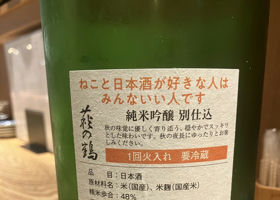 ねこと日本酒が好きな人は
みんないい人です
萩の鶴
純米吟醸 別仕込
秋の味覚に優しく寄り添う、穏やかでスッキリ
とした味わいです。秋の夜長にゆったりとお楽
しみください。
1回火入れ 要冷蔵
品目:日本酒
原材料名:米(国産)、米麹(国産米)
精米歩合:48%